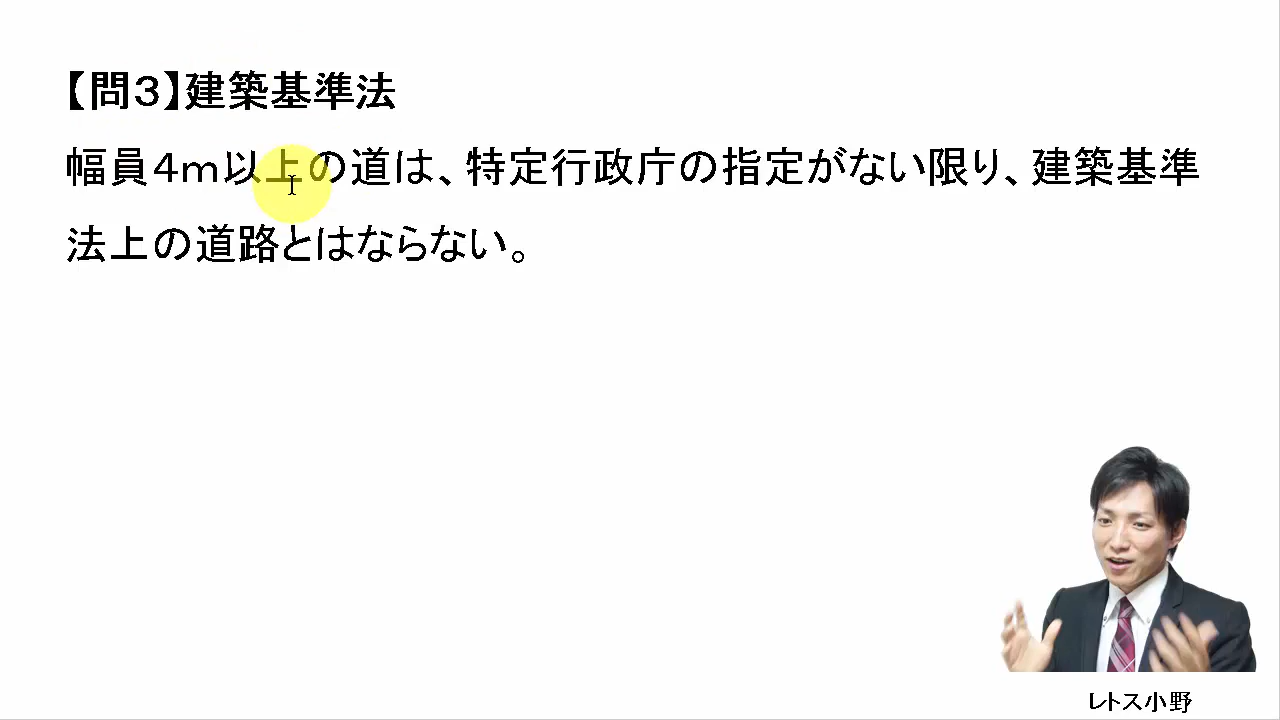 【問３】建築基準法
幅員４ｍ以上の道は、特定行政庁の指定がない限り、建築基準
法上の道路とはならない。
レトス小野